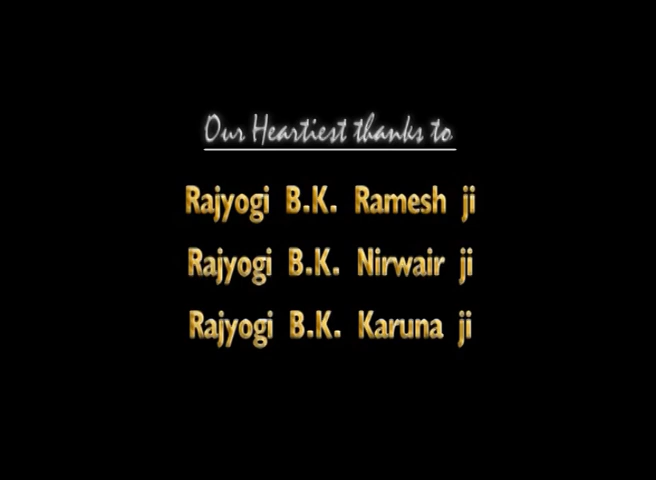 Our Heartiest thanks to
Rajyogi B.K. Ramesh ji
Rajyogi B.K. Nirwair ji
Rajyogi B.K. Karuna ji